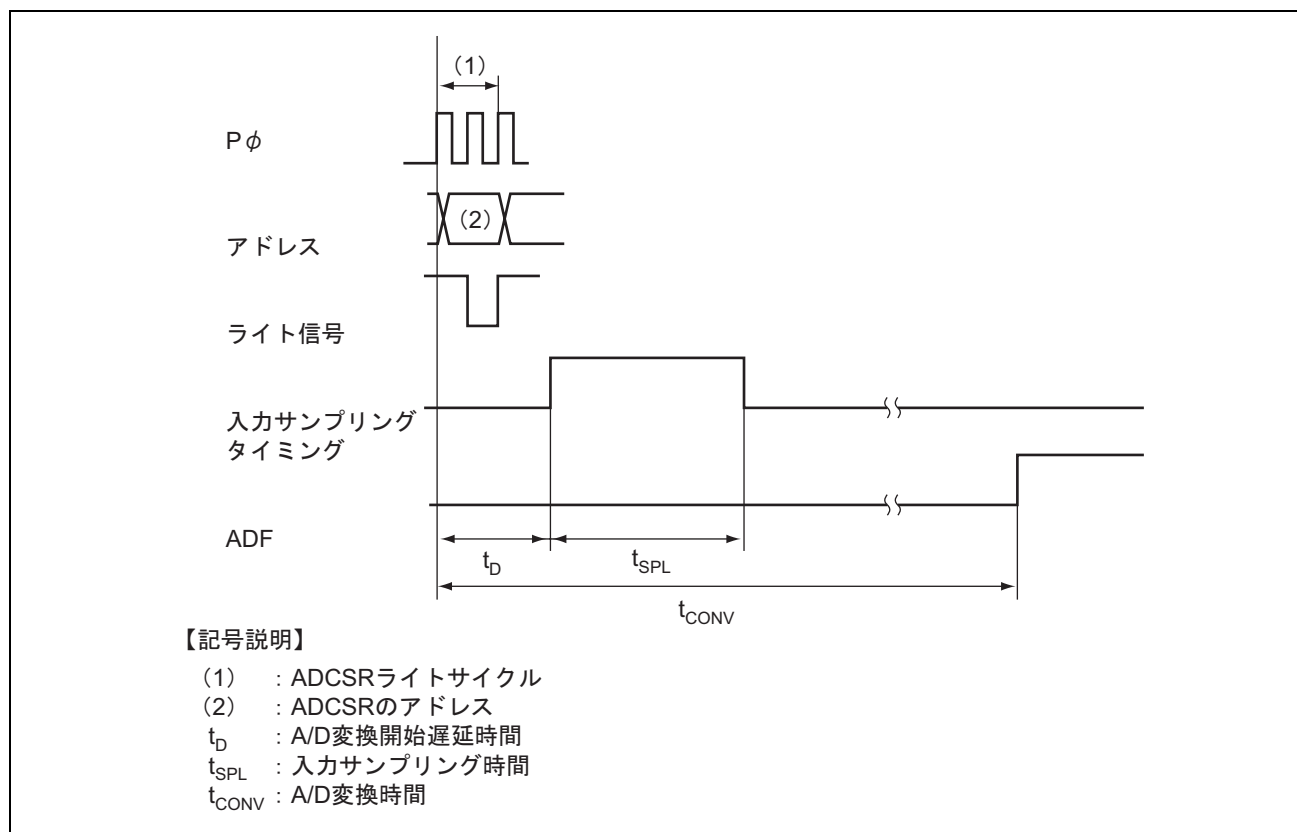 （1）
Pφ
（2）
アドレス
ライト信号
入力サンプリング
タイミング
ADF
tD
tSPL
tCONV
【記号説明】
（1） ：ADCSRライトサイクル
（2） ：ADCSRのアドレス
tD ：A/D変換開始遅延時間
tSPL ：入力サンプリング時間
tCONV：A/D変換時間